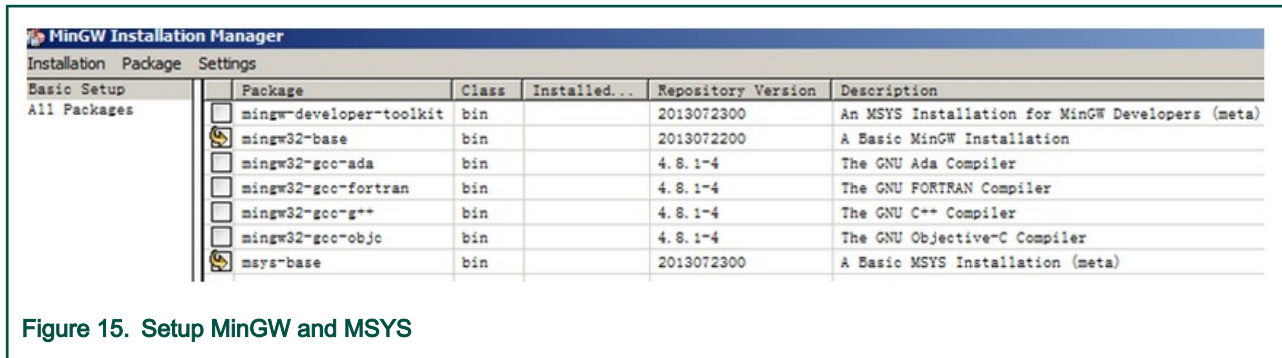 MinGW Installation Manager
Installation Package Settings
Basic Setup
All Packages
Package Class Installed... Repository Version Description
mingw-developer-toolkit bin 2013072300 An MSYS Installation for MinGW Developers (meta)
mingw32-base bin 2013072200 A Basic MinGW Installation
mingw32-gcc-ada bin 4.8.1-4 The GNU Ada Compiler
mingw32-gcc-fortran bin 4.8.1-4 The GNU FORTRAN Compiler
mingw32-gcc-g++ bin 4.8.1-4 The GNU C++ Compiler
mingw32-gcc-objc bin 4.8.1-4 The GNU Objective-C Compiler
msys-base bin 2013072300 A Basic MSYS Installation (meta)
Figure 15. Setup MinGW and MSYS